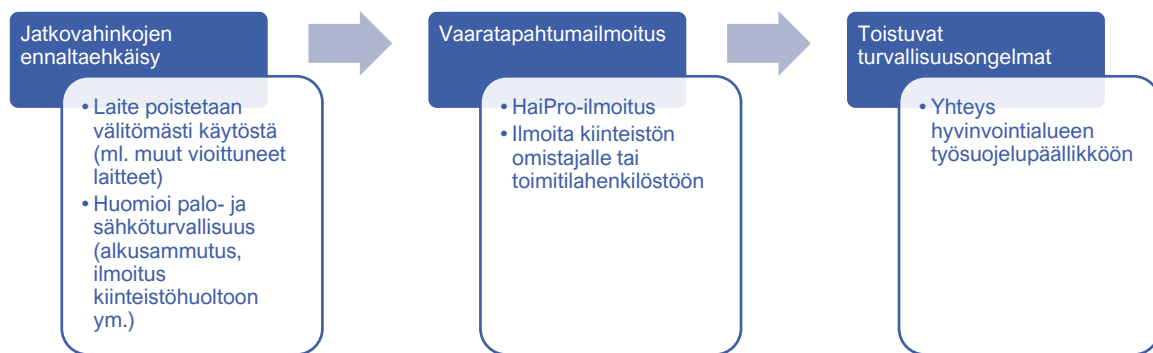 Jatkovahinkojen
ennaltaehkäisy
• Laite poistetaan
välitömästi käytöstä
(ml. muut vioittuneet
laitteet)
• Huomioi palo- ja
sähköturvallisuus
(alkusammutus,
ilmoitus
kiinteistöhuoltoon
ym.)
Vaaratapahtumailmoitus
• HaiPro-ilmoitus
• Ilmoita kiinteistön
omistajalle tai
toimitilahenkilöstöön
Toistuvat
turvallisuusongelmat
• Yhteys
hyvinvointialueen
työsuojelupäällikköön